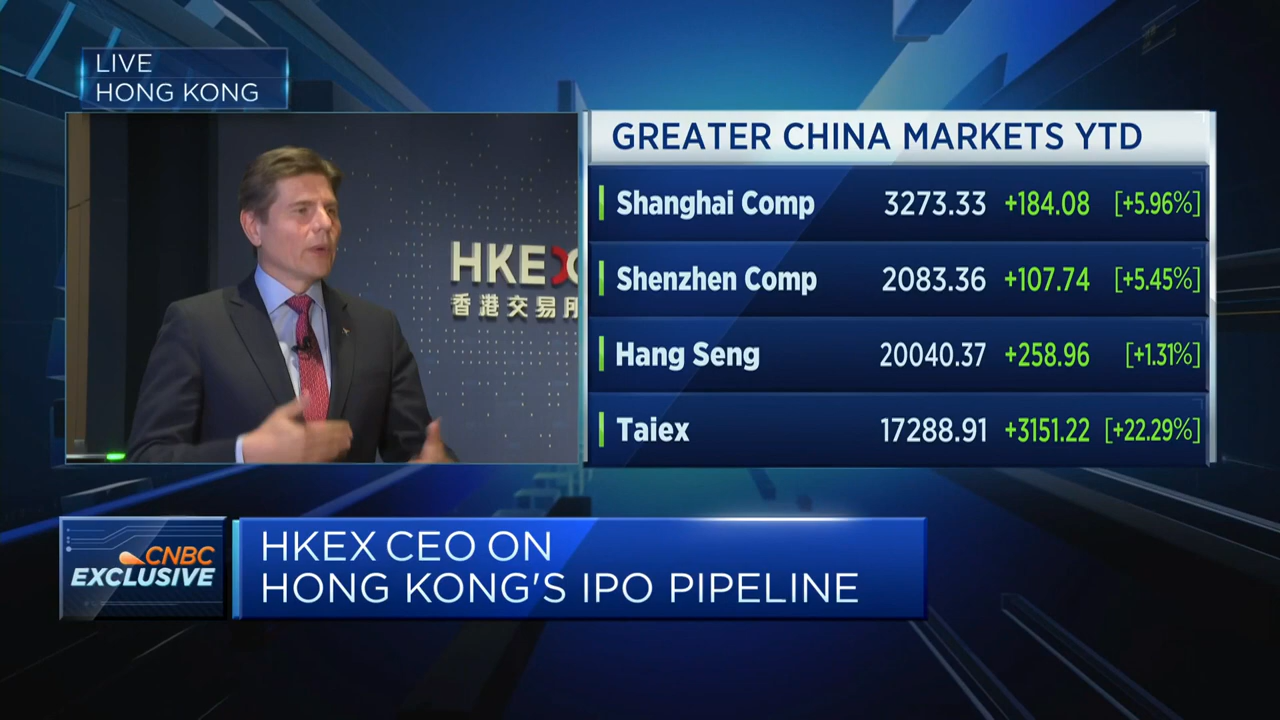 LIVE
HONG KONG
HKEX
香港交易所
GREATER CHINA MARKETS YTD
Shanghai Comp 3273.33 +184.08 [+5.96%]
Shenzhen Comp 2083.36 +107.74 [+5.45%]
Hang Seng 20040.37 +258.96 [+1.31%]
Taiex 17288.91 +3151.22 [+22.29%]
CNBC
EXCLUSIVE
HKEX CEO ON
HONG KONG'S IPO PIPELINE